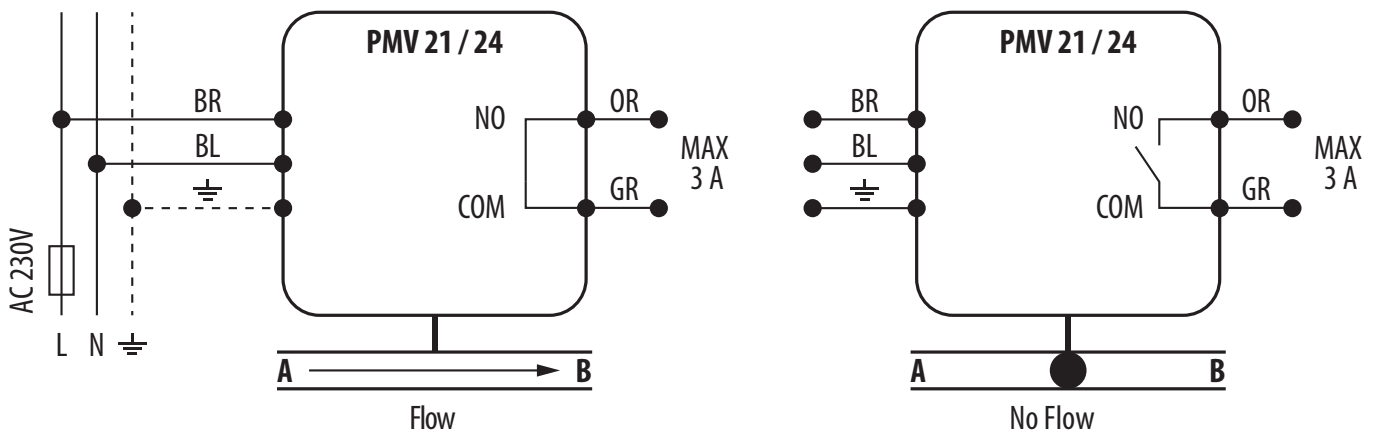 PMV 21 / 24
BR
BL
NO
COM
OR
GR
MAX
3 A
AC 230V
L N
A B
Flow
PMV 21 / 24
BR
BL
NO
COM
OR
GR
MAX
3 A
A B
No Flow